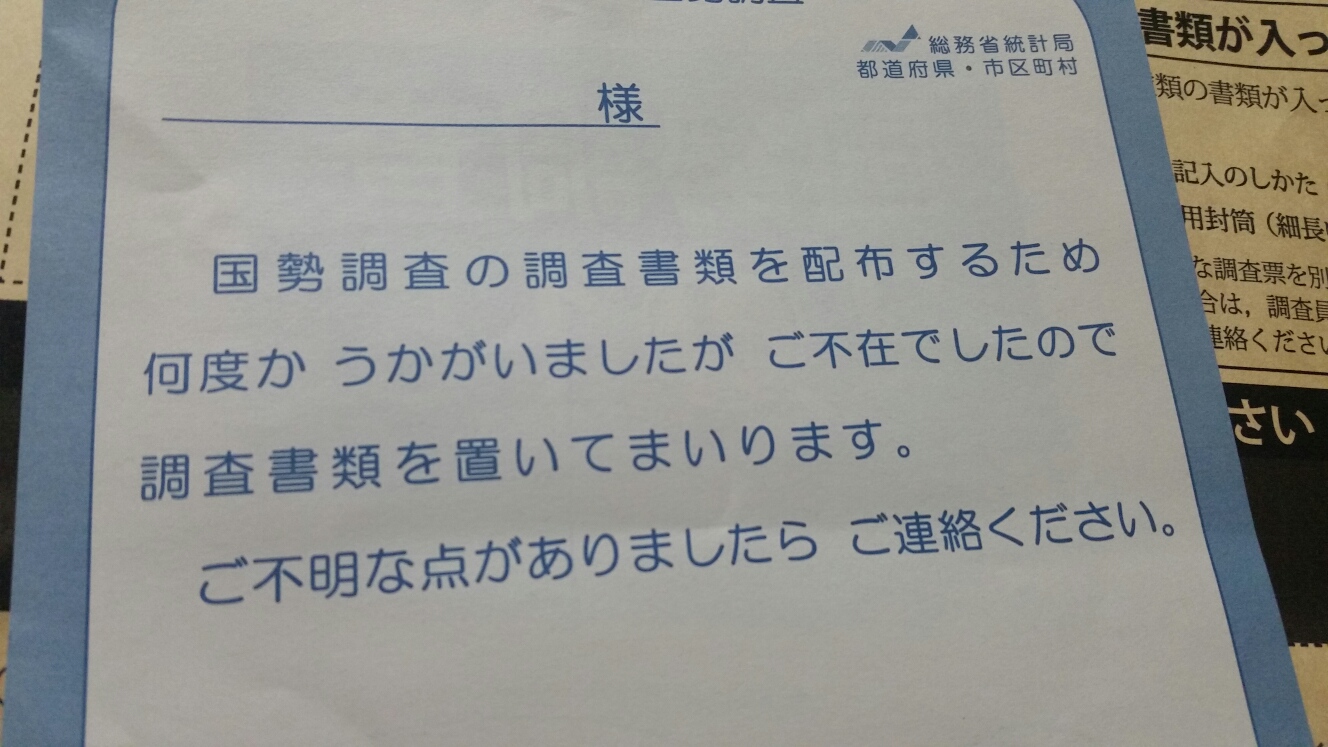 総務省統計局
都道府県・市区町村
様
国勢調査の調査書類を配布するため
何度か うかがいましたが ご不在でしたので
調査書類を置いてまいります。
ご不明な点がありましたら ご連絡ください。
書類が入っ
類の書類が入っ
記入のしかた
用封筒（細長
な調査票を別
合は，調査員
連絡ください
さい